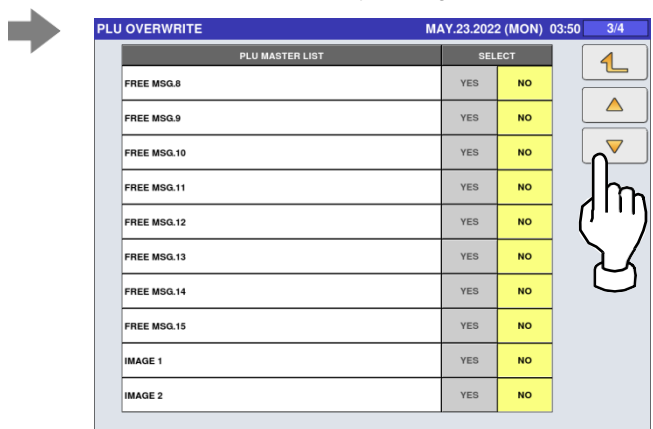 PLU OVERWRITE MAY.23.2022 (MON) 03:50 3/4
PLU MASTER LIST SELECT
FREE MSG.8 YES NO
FREE MSG.9 YES NO
FREE MSG.10 YES NO
FREE MSG.11 YES NO
FREE MSG.12 YES NO
FREE MSG.13 YES NO
FREE MSG.14 YES NO
FREE MSG.15 YES NO
IMAGE 1 YES NO
IMAGE 2 YES NO